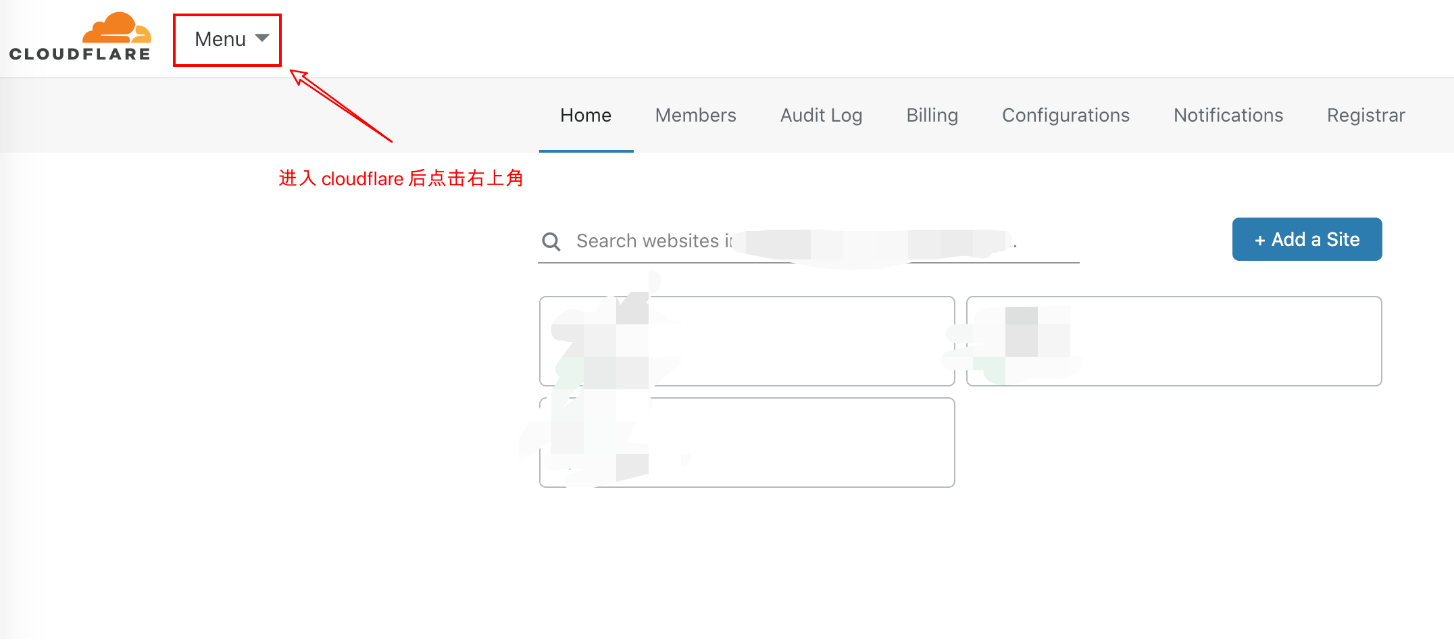 CLOUDFLARE
Menu
Home Members Audit Log Billing Configurations Notifications Registrar
进入 cloudflare 后点击右上角
Search websites
+ Add a Site